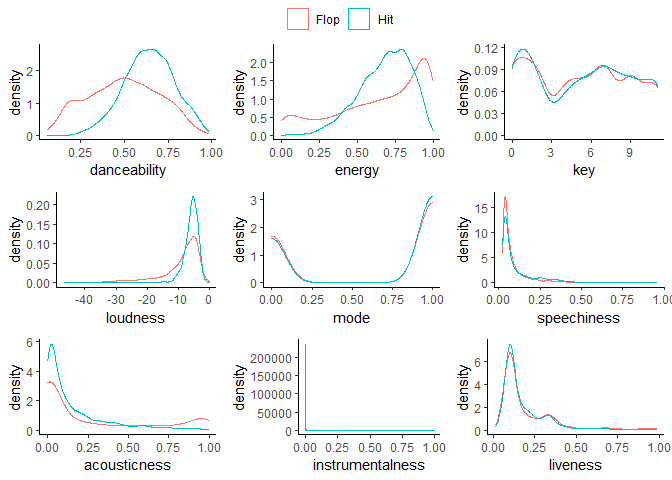 Flop Hit
density
0 1 2
0.25 0.50 0.75 1.00
danceability
density
0.0 0.5 1.0 1.5 2.0
0.00 0.25 0.50 0.75 1.00
energy
density
0.00 0.03 0.06 0.09 0.12
0 3 6 9
key
density
0.00 0.05 0.10 0.15 0.20
-40 -30 -20 -10 0
loudness
density
0 1 2 3
0.00 0.25 0.50 0.75 1.00
mode
density
0 5 10 15
0.00 0.25 0.50 0.75 1.00
speechiness
density
0 2 4 6
0.00 0.25 0.50 0.75 1.00
acousticness
density
0 50000 100000 150000 200000
0.00 0.25 0.50 0.75 1.00
instrumentalness
density
0 2 4 6
0.00 0.25 0.50 0.75 1.00
liveness